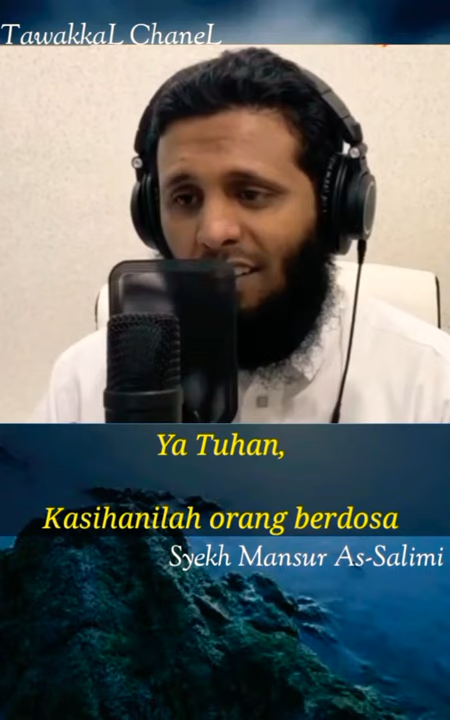 TawakkaL ChaneL
Ya Tuhan,
Kasihanilah orang berdosa
Syekh Mansur As-Salimi